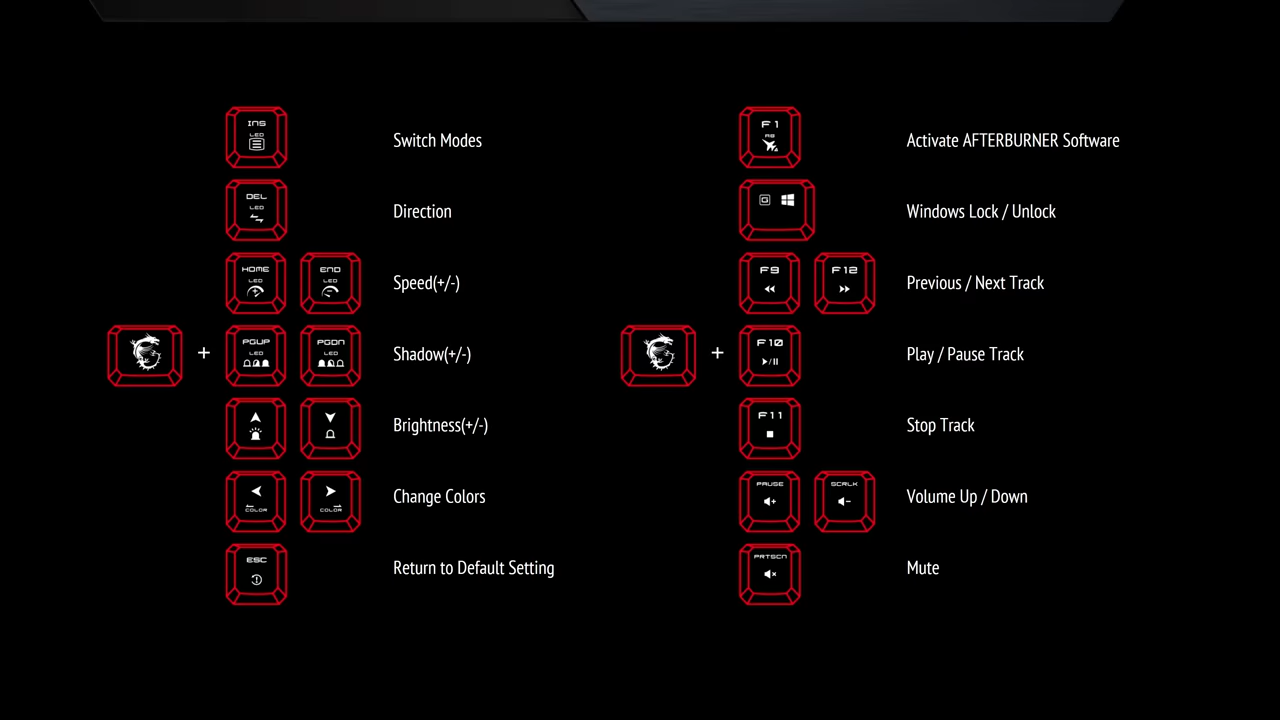 INS
LED
Switch Modes
DEL
LED
Direction
HOME
LED
END
LED
Speed(+/-)
+
PGUP
LED
PGDN
LED
Shadow(+/-)
Brightness(+/-)
COLOR
COLOR
Change Colors
ESC
Return to Default Setting
F1
AB
Activate AFTERBURNER Software
G
Windows Lock / Unlock
F9
F12
Previous / Next Track
+
F10
Play / Pause Track
F11
Stop Track
PAUSE
SCRLK
Volume Up / Down
PRTSCN
Mute